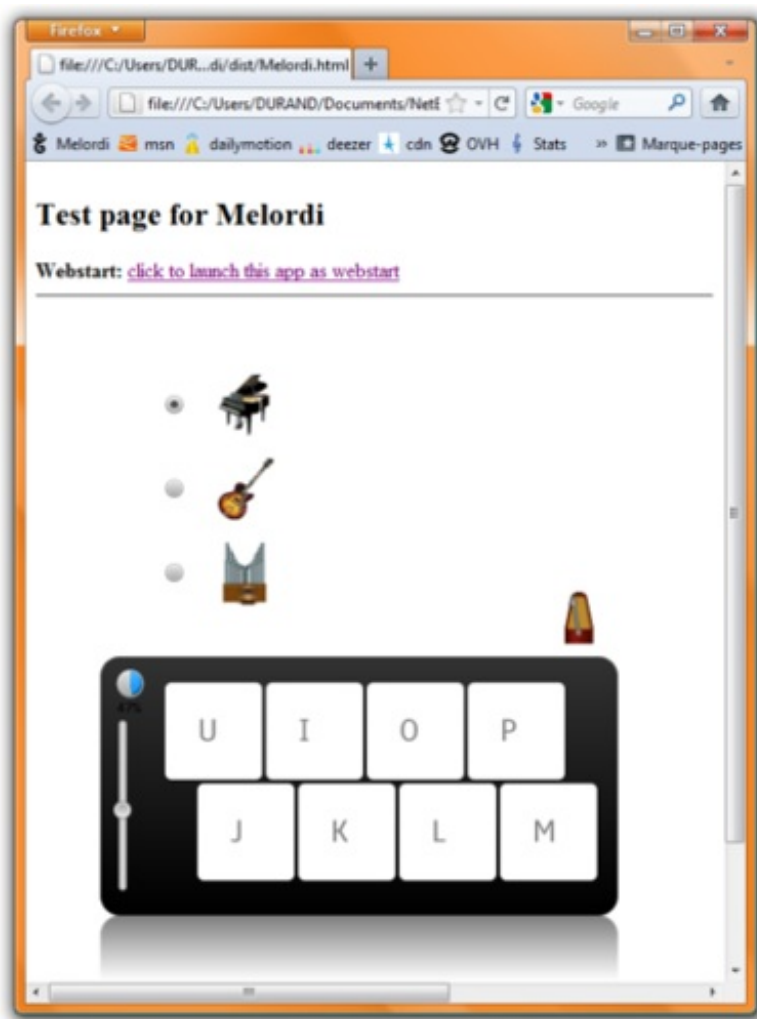 Firefox
file:///C:/Users/DUR...di/dist/Melordi.html
file:///C:/Users/DURAND/Documents/Net
Google
Melordi msn dailymotion deezer cdn OVH Stats » Marque-pages
Test page for Melordi
Webstart: click to launch this app as webstart
U I O P
J K L M